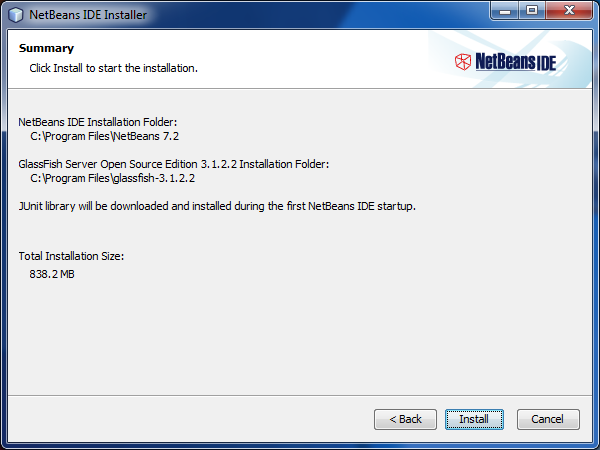 NetBeans IDE Installer
Summary
Click Install to start the installation.
NetBeans IDE
NetBeans IDE Installation Folder:
C:\Program Files\NetBeans 7.2
GlassFish Server Open Source Edition 3.1.2.2 Installation Folder:
C:\Program Files\glassfish-3.1.2.2
JUnit library will be downloaded and installed during the first NetBeans IDE startup.
Total Installation Size:
838.2 MB
< Back Install Cancel